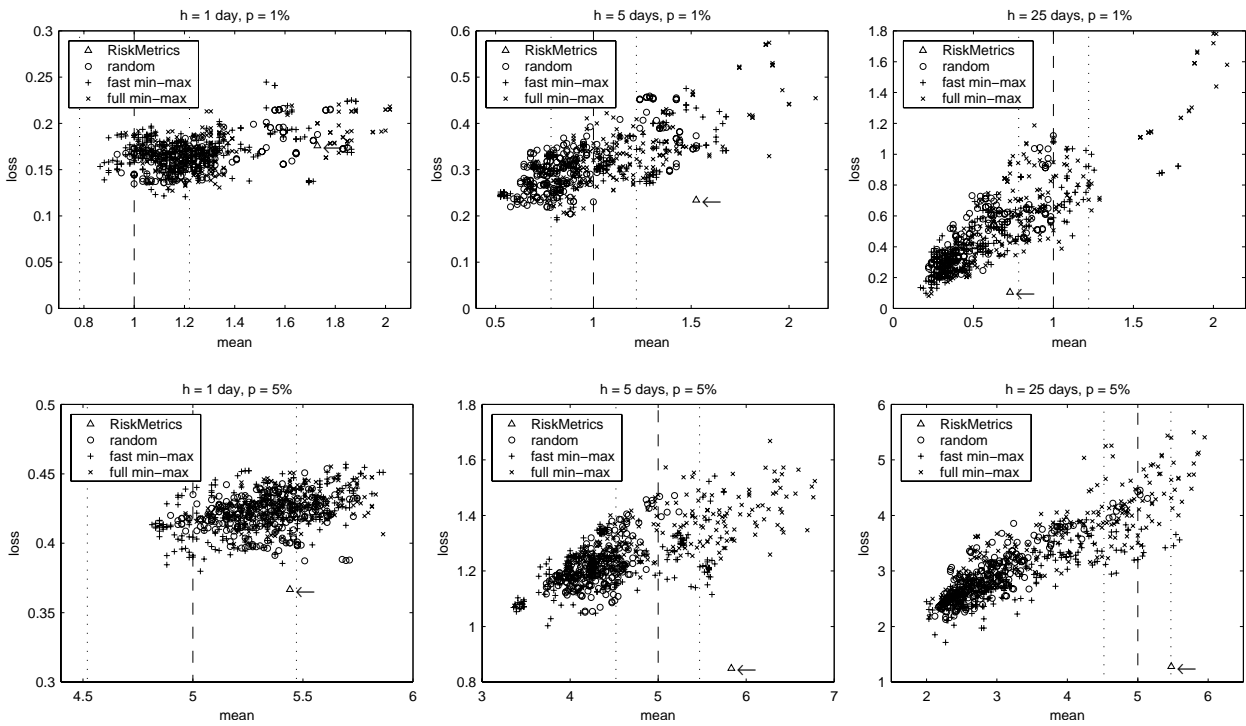 h = 1 day, p = 1%
0.3
0.25
0.2
0.15
0.1
0.05
0
loss
RiskMetrics
random
fast min−max
full min−max
0.8
1
1.2
1.4
1.6
1.8
2
mean
h = 5 days, p = 1%
0.6
0.5
0.4
0.3
0.2
0.1
0
loss
RiskMetrics
random
fast min−max
full min−max
0.5
1
1.5
2
mean
h = 25 days, p = 1%
1.8
1.6
1.4
1.2
1
0.8
0.6
0.4
0.2
0
loss
RiskMetrics
random
fast min−max
full min−max
0
0.5
1
1.5
2
mean
h = 1 day, p = 5%
0.5
0.45
0.4
0.35
0.3
loss
RiskMetrics
random
fast min−max
full min−max
4.5
5
5.5
6
mean
h = 5 days, p = 5%
1.8
1.6
1.4
1.2
1
0.8
loss
RiskMetrics
random
fast min−max
full min−max
3
4
5
6
7
mean
h = 25 days, p = 5%
6
5
4
3
2
1
loss
RiskMetrics
random
fast min−max
full min−max
2
3
4
5
6
mean